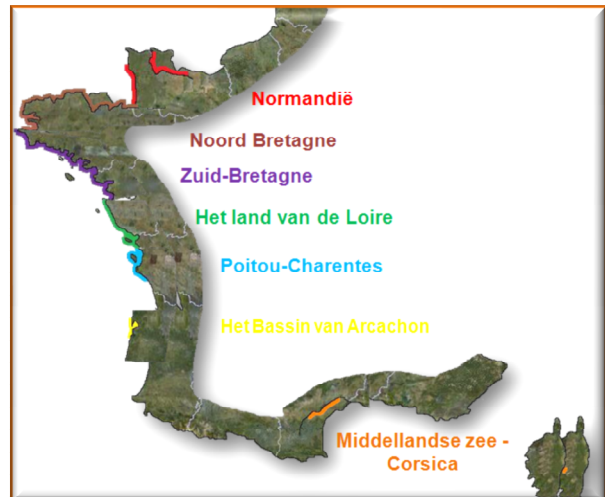 Normandië
Noord Bretagne
Zuid-Bretagne
Het land van de Loire
Poitou-Charentes
Het Bassin van Arcachon
Middellandse zee -
Corsica